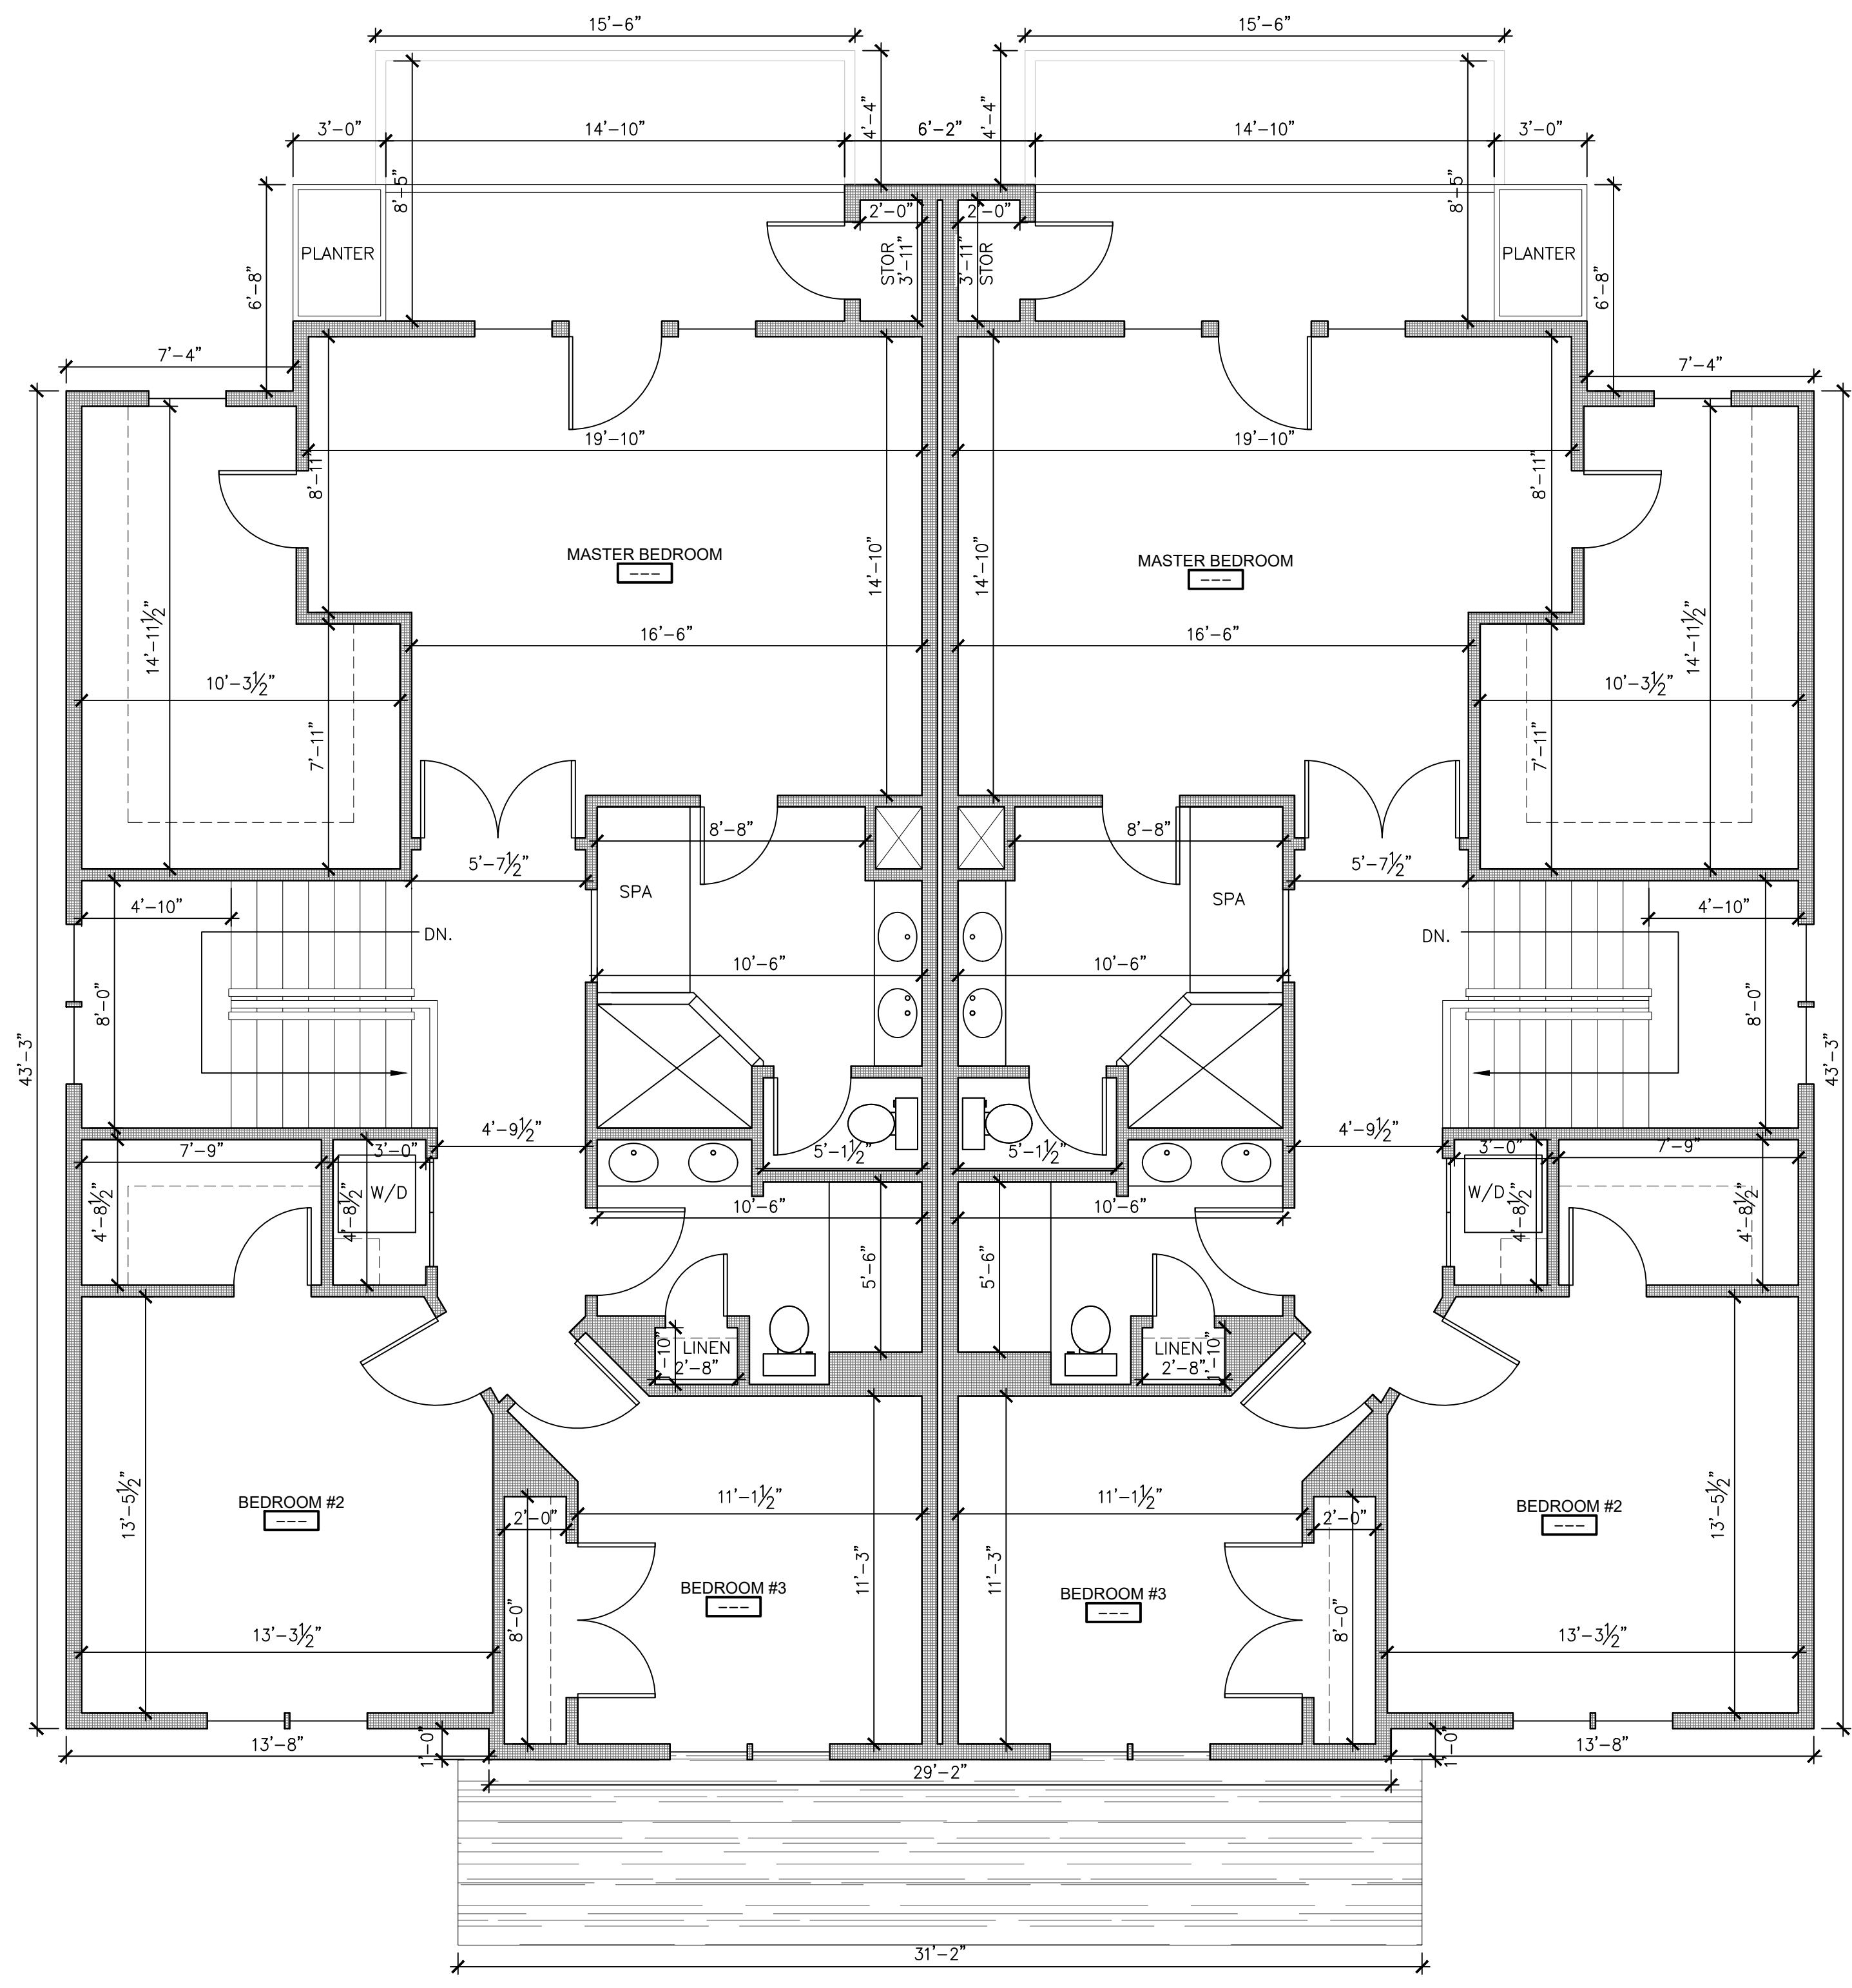 15'-6" 15'-6"
4'-4" 4'-4"
3'-0" 14'-10" 6'-2" 14'-10" 3'-0"
8'-5" 8'-5"
2'-0" 2'-0"
PLANTER STOR 3'-11" 3'-11" STOR PLANTER
6'-8" 6'-8"
7'-4" 7'-4"
19'-10" 19'-10"
8'-11" 8'-11"
MASTER BEDROOM MASTER BEDROOM
--- ---
14'-10" 14'-10"
14'-11½" 16'-6" 16'-6" 14'-11½"
10'-3½" 10'-3½"
7'-11" 7'-11"
8'-8" 8'-8"
5'-7½" 5'-7½"
SPA SPA
4'-10" 4'-10"
DN. DN.
10'-6" 10'-6"
8'-0" 8'-0"
43'-3" 43'-3"
4'-9½" 4'-9½"
7'-9" 3'-0" 5'-1½" 5'-1½" 3'-0" 7'-9"
W/D W/D
4'-8½" 4'-8½" 10'-6" 10'-6" 4'-8½" 4'-8½"
5'-6" 5'-6"
LINEN LINEN
1'-10" 2'-8" 2'-8" 1'-10"
13'-5½" 11'-1½" 11'-1½" 13'-5½"
BEDROOM #2 BEDROOM #2
--- ---
2'-0" 2'-0"
11'-3" 11'-3"
BEDROOM #3 BEDROOM #3
--- ---
8'-0" 8'-0"
13'-3½" 13'-3½"
13'-8" 1'-0" 1'-0" 13'-8"
29'-2"
31'-2"